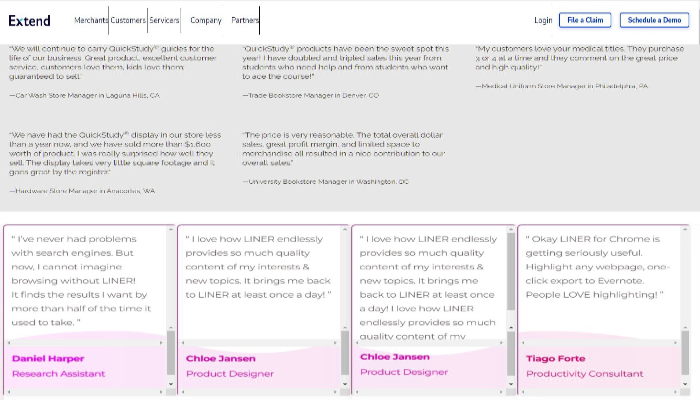 Extend
Merchants Customers Servicers Company Partners
Login File a Claim Schedule a Demo
"We will continue to carry QuickStudy® guides for the
life of our business. Great product, excellent customer
service, customers love them, kids love them;
guaranteed to sell"
—Car Wash Store Manager in Laguna Hills, CA
"QuickStudy® products have been the sweet spot this
year! I have doubled and tripled sales this year from
students who need help and from students who want
to ace the course!"
—Trade Bookstore Manager in Denver, CO
"My customers love your medical titles. They purchase
3 or 4 at a time and they comment on the great price
and high quality!"
—Medical Uniform Store Manager in Philadelphia, PA
"We have had the QuickStudy® display in our store less
than a year now, and we have sold more than $1,600
worth of product. I was really surprised how well they
sell. The display takes very little square footage and it
goes great by the register."
—Hardware Store Manager in Anacortes, WA
"The price is very reasonable. The total overall dollar
sales, great profit margin, and limited space to
merchandise all resulted in a nice contribution to our
overall sales"
—University Bookstore Manager in Washington, DC
" I've never had problems
with search engines. But
now, I cannot imagine
browsing without LINER!
It finds the results I want by
more than half of the time it
used to take. "
Daniel Harper
Research Assistant
" I love how LINER endlessly
provides so much quality
content of my interests &
new topics. It brings me back
to LINER at least once a day! "
Chloe Jansen
Product Designer
" I love how LINER endlessly
provides so much quality
content of my interests &
new topics. It brings me
back to LINER at least once
a day! I love how LINER
endlessly provides so much
quality content of my
Chloe Jansen
Product Designer
" Okay LINER for Chrome is
getting seriously useful.
Highlight any webpage, one-
click export to Evernote.
People LOVE highlighting! "
Tiago Forte
Productivity Consultant